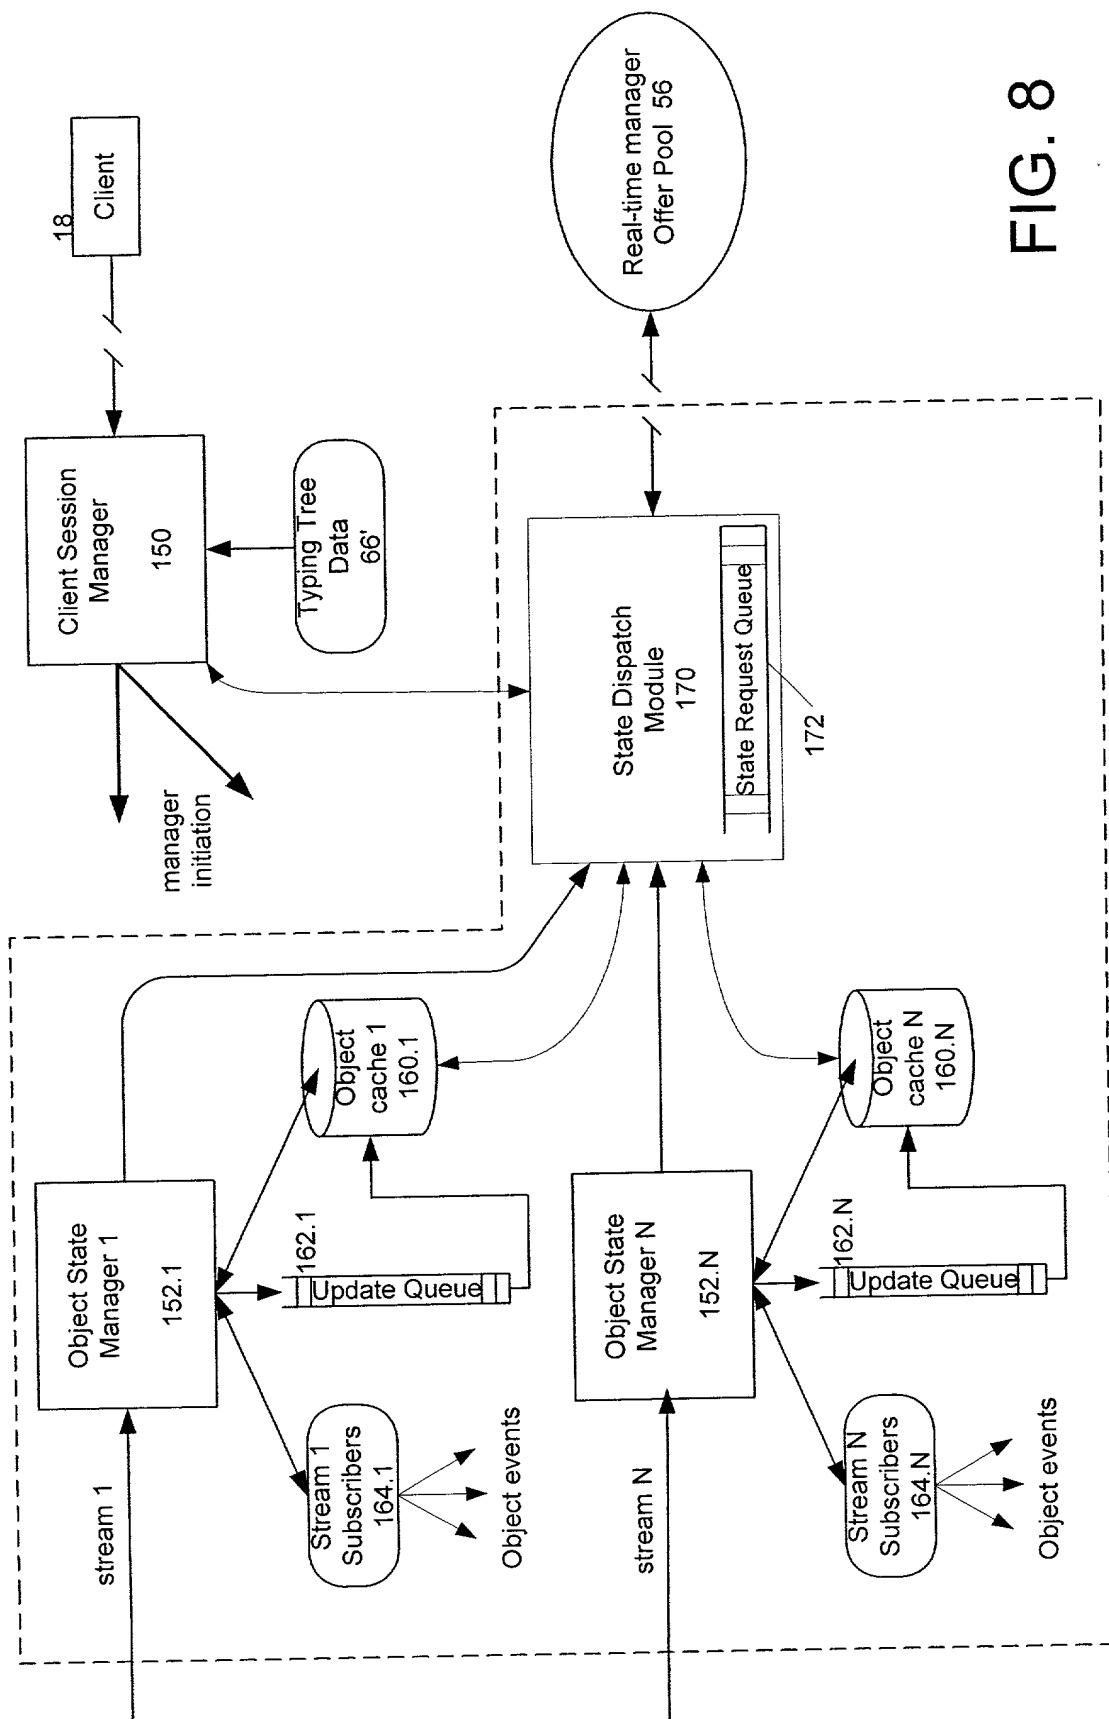 18
Client
Client Session
Manager
150
Typing Tree
Data
66'
manager
initiation
Real-time manager
Offer Pool 56
State Dispatch
Module
170
State Request Queue
172
stream 1
Object State
Manager 1
152.1
162.1
Update Queue
Object
cache 1
160.1
Stream 1
Subscribers
164.1
Object events
stream N
Object State
Manager N
152.N
162.N
Update Queue
Object
cache N
160.N
Stream N
Subscribers
164.N
Object events
FIG. 8